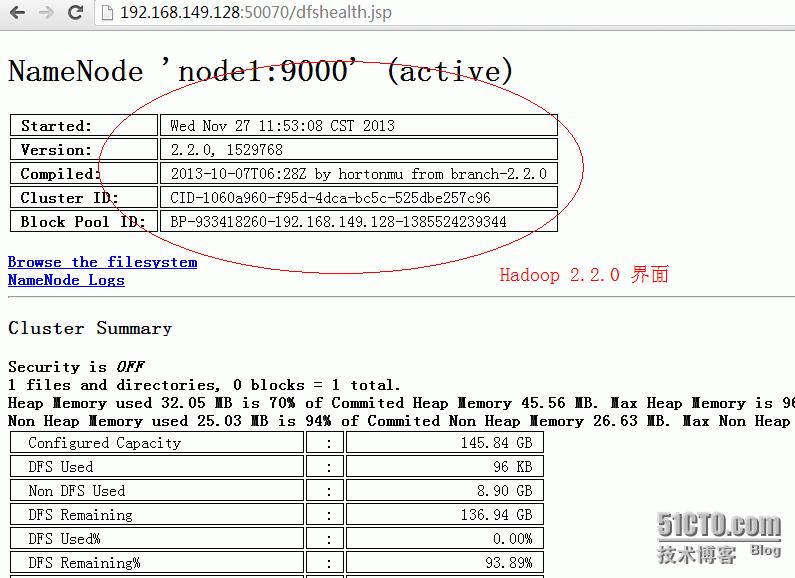 192.168.149.128:50070/dfshealth.jsp
NameNode 'node1:9000' (active)
Started: Wed Nov 27 11:53:08 CST 2013
Version: 2.2.0, 1529768
Compiled: 2013-10-07T06:28Z by hortonmu from branch-2.2.0
Cluster ID: CID-1060a960-f95d-4dca-bc5c-525dbe257c96
Block Pool ID: BP-933418260-192.168.149.128-1385524239344
Browse the filesystem
NameNode Logs
Hadoop 2.2.0 界面
Cluster Summary
Security is OFF
1 files and directories, 0 blocks = 1 total.
Heap Memory used 32.05 MB is 70% of Commited Heap Memory 45.56 MB. Max Heap Memory is 96
Non Heap Memory used 25.03 MB is 94% of Commited Non Heap Memory 26.63 MB. Max Non Heap
Configured Capacity : 145.84 GB
DFS Used : 96 KB
Non DFS Used : 8.90 GB
DFS Remaining : 136.94 GB
DFS Used% : 0.00%
DFS Remaining% : 93.89%
51CTO.com
技术博客 Blog